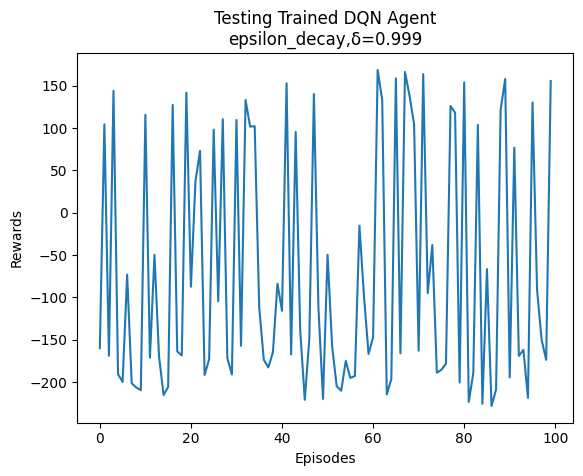 Testing Trained DQN Agent
epsilon_decay,δ=0.999
150
100
50
0
−50
−100
−150
−200
Rewards
0 20 40 60 80 100
Episodes